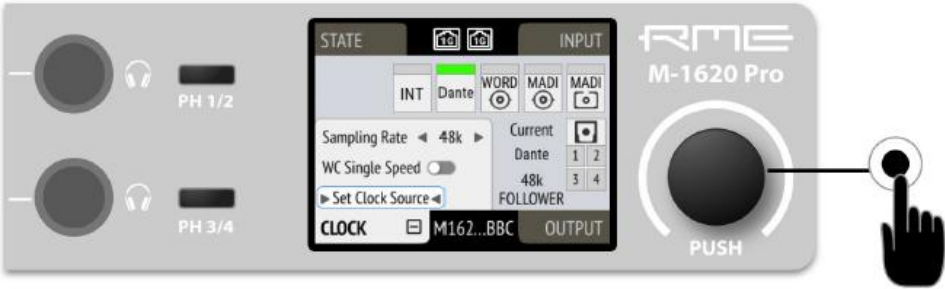 PH 1/2
PH 3/4
STATE
1G
1G
INPUT
INT
Dante
WORD
MADI
MADI
Sampling Rate ◀ 48k ▶
WC Single Speed
▶ Set Clock Source ◀
Current
Dante
48k
FOLLOWER
1 2
3 4
CLOCK
M162...BBC
OUTPUT
RME
M-1620 Pro
PUSH